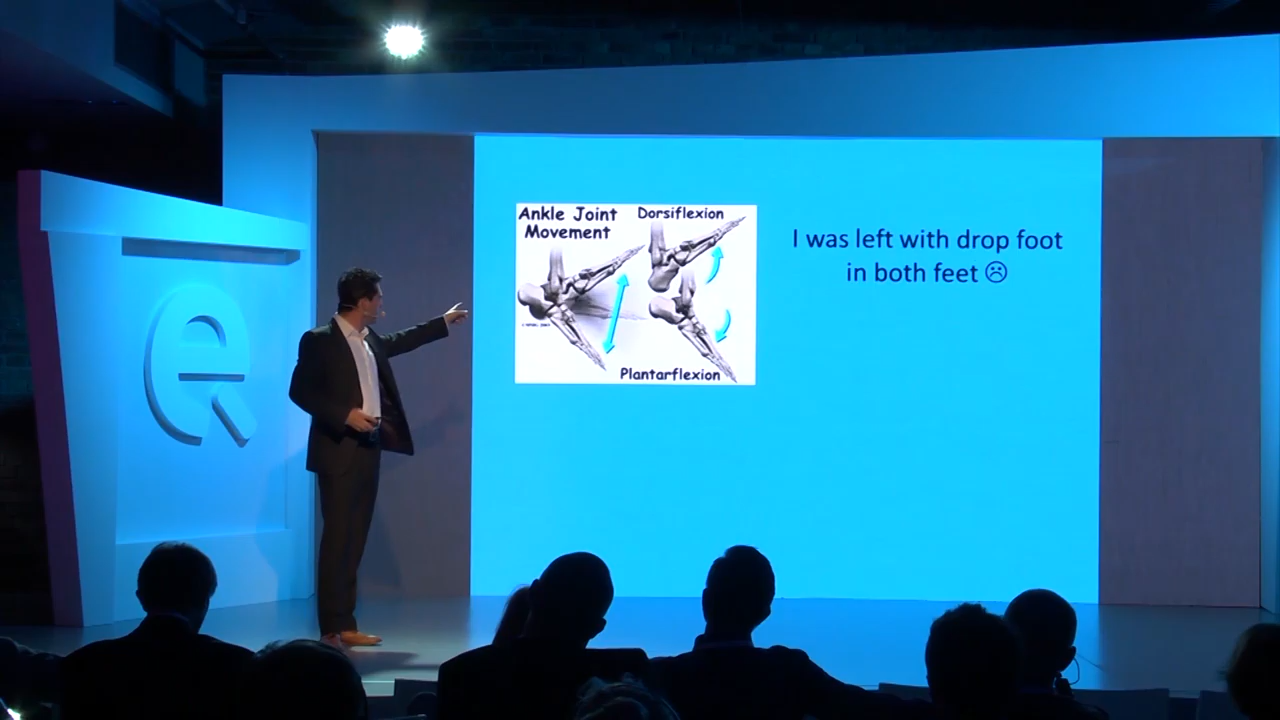 Ankle Joint
Movement
Dorsiflexion
Plantarflexion
I was left with drop foot
in both feet ☹